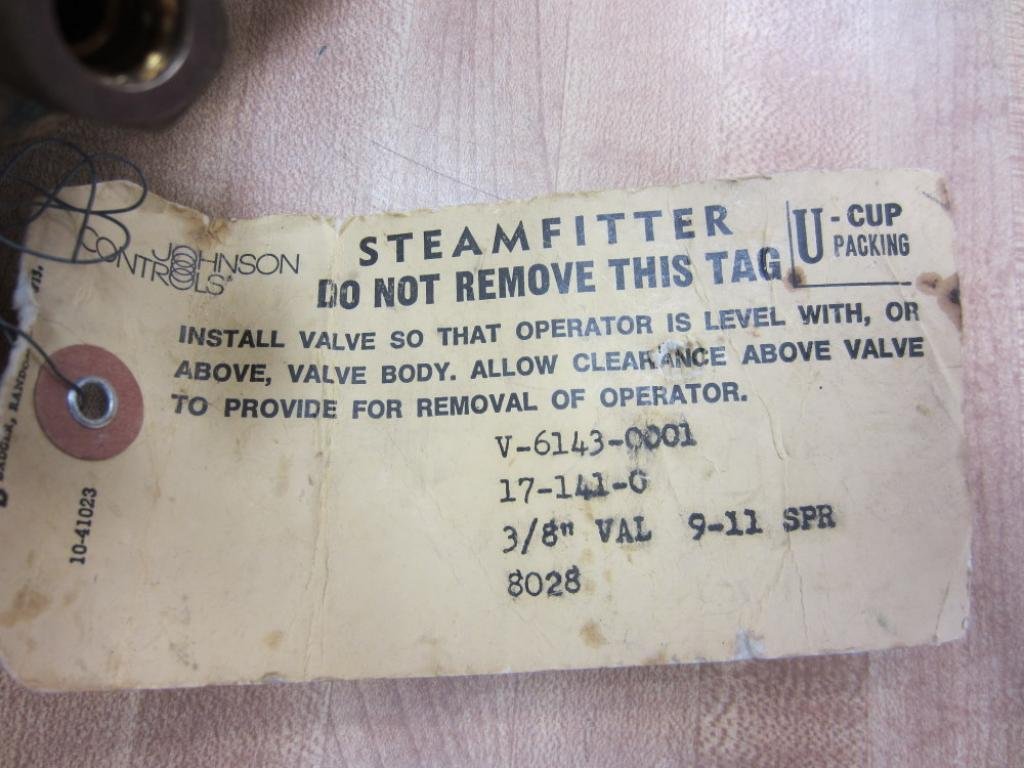 JOHNSON
CONTROLS®
STEAMFITTER
DO NOT REMOVE THIS TAG
U-CUP
PACKING
INSTALL VALVE SO THAT OPERATOR IS LEVEL WITH, OR
ABOVE, VALVE BODY. ALLOW CLEARANCE ABOVE VALVE
TO PROVIDE FOR REMOVAL OF OPERATOR.
V-6143-0001
17-141-0
3/8" VAL 9-11 SPR
8028
10-41023